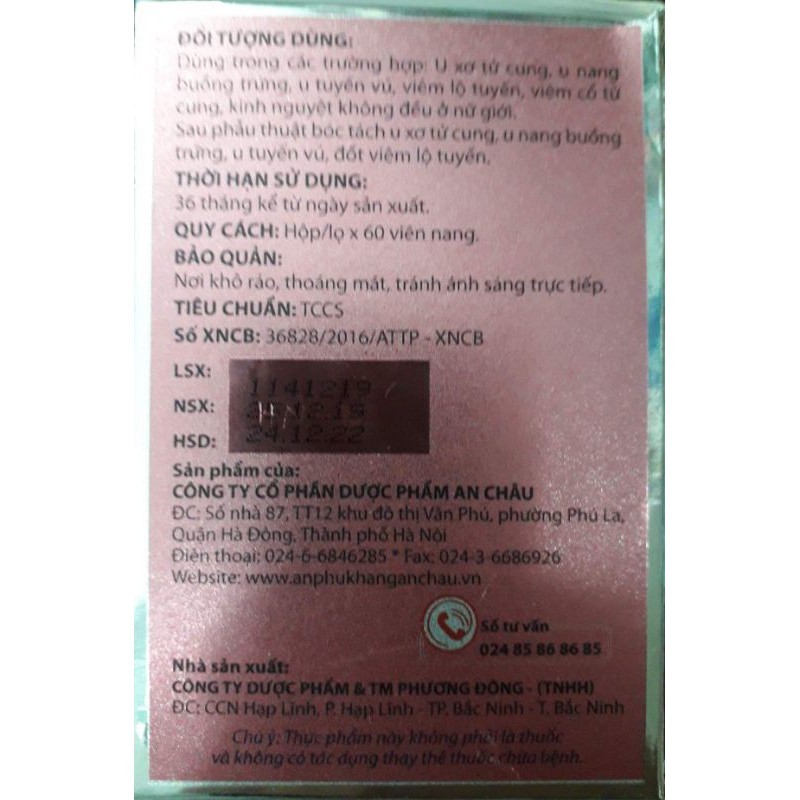 ĐỐI TƯỢNG DÙNG:
Dùng trong các trường hợp: U xơ tử cung, u nang
buồng trứng, u tuyến vú, viêm lộ tuyến, viêm cổ tử
cung, kinh nguyệt không đều ở nữ giới.
Sau phẫu thuật bóc tách u xơ tử cung, u nang buồng
trứng, u tuyến vú, đốt viêm lộ tuyến.
THỜI HẠN SỬ DỤNG:
36 tháng kể từ ngày sản xuất.
QUY CÁCH: Hộp/lọ x 60 viên nang.
BẢO QUẢN:
Nơi khô ráo, thoáng mát, tránh ánh sáng trực tiếp.
TIÊU CHUẨN: TCCS
Số XNCB: 36828/2016/ATTP - XNCB
LSX: 1141219
NSX: 12.19
HSD: 24.12.22
Sản phẩm của:
CÔNG TY CỔ PHẦN DƯỢC PHẨM AN CHÂU
ĐC: Số nhà 87, TT12 khu đô thị Văn Phú, phường Phú La,
Quận Hà Đông, Thành phố Hà Nội
Điện thoại: 024-6-6846285 * Fax: 024-3-6686926
Website: www.anphukhanganchau.vn
Số tư vấn
024 85 86 86 85
Nhà sản xuất:
CÔNG TY DƯỢC PHẨM & TM PHƯƠNG ĐÔNG - (TNHH)
ĐC: CCN Hạp Lĩnh, P. Hạp Lĩnh - TP. Bắc Ninh - T. Bắc Ninh
Chú ý: Thực phẩm này không phải là thuốc
và không có tác dụng thay thế thuốc chữa bệnh.